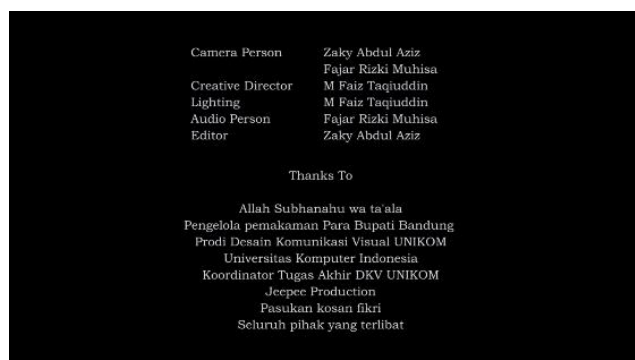 Camera Person Zaky Abdul Aziz
Fajar Rizki Muhisa
Creative Director M Faiz Taqiuddin
Lighting M Faiz Taqiuddin
Audio Person Fajar Rizki Muhisa
Editor Zaky Abdul Aziz
Thanks To
Allah Subhanahu wa ta'ala
Pengelola pemakaman Para Bupati Bandung
Prodi Desain Komunikasi Visual UNIKOM
Universitas Komputer Indonesia
Koordinator Tugas Akhir DKV UNIKOM
Jeepee Production
Pasukan kosan fikri
Seluruh pihak yang terlibat